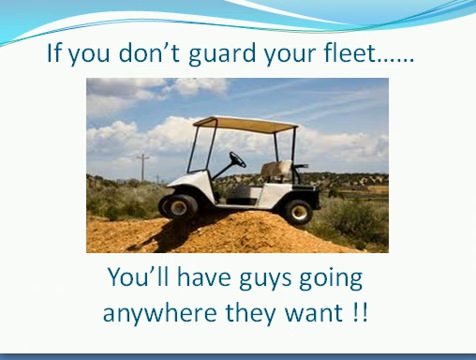 If you don't guard your fleet......
You'll have guys going
anywhere they want !!